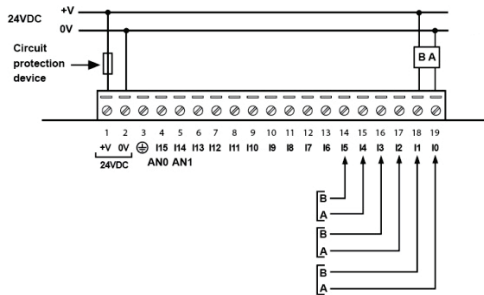 +V
24VDC
0V
Circuit
protection
device
B A
1 2 3 4 5 6 7 8 9 10 11 12 13 14 15 16 17 18 19
+V 0V I15 I14 I13 I12 I11 I10 I9 I8 I7 I6 I5 I4 I3 I2 I1 I0
24VDC AN0 AN1
B
A
B
A
B
A